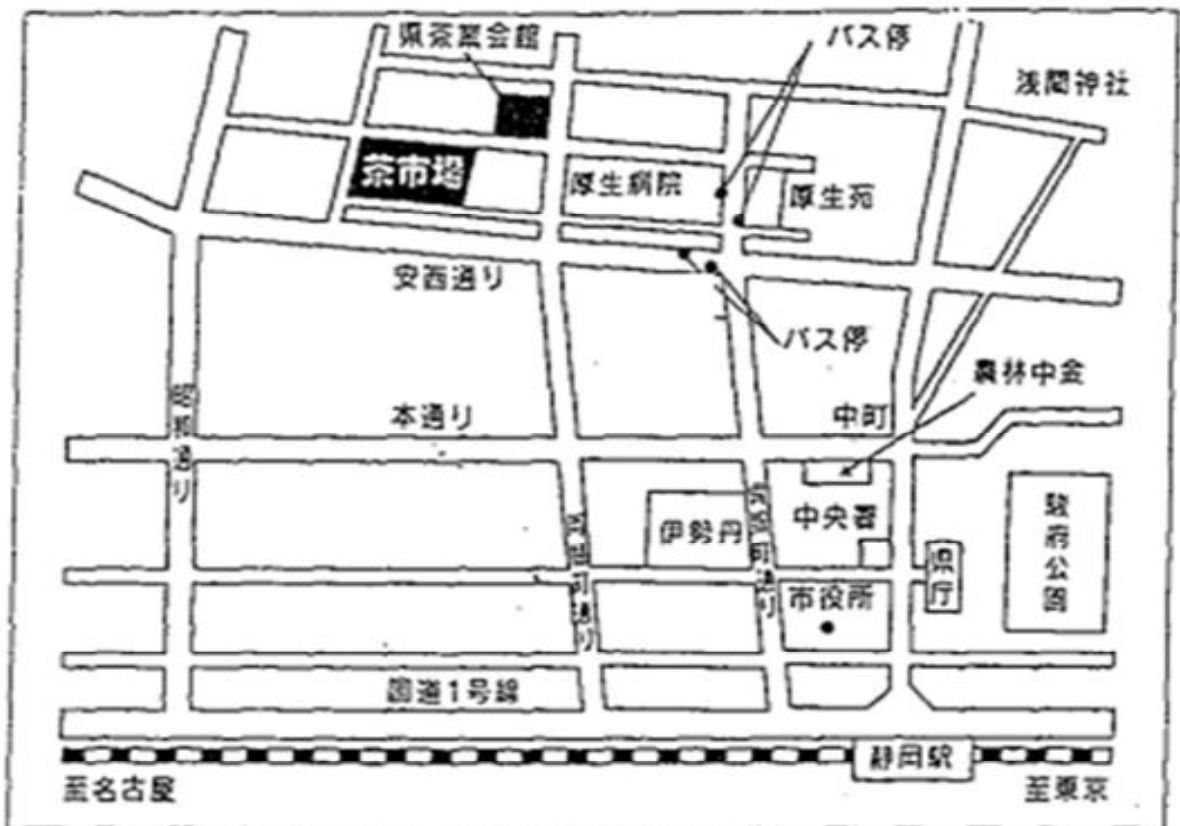 県茶業会館
バス停
浅間神社
茶市場
厚生病院
厚生苑
安西通り
バス停
農林中金
本通り
中町
駿府公園
伊勢丹
中央署
県庁
市役所
国道1号線
静岡駅
至名古屋
至東京